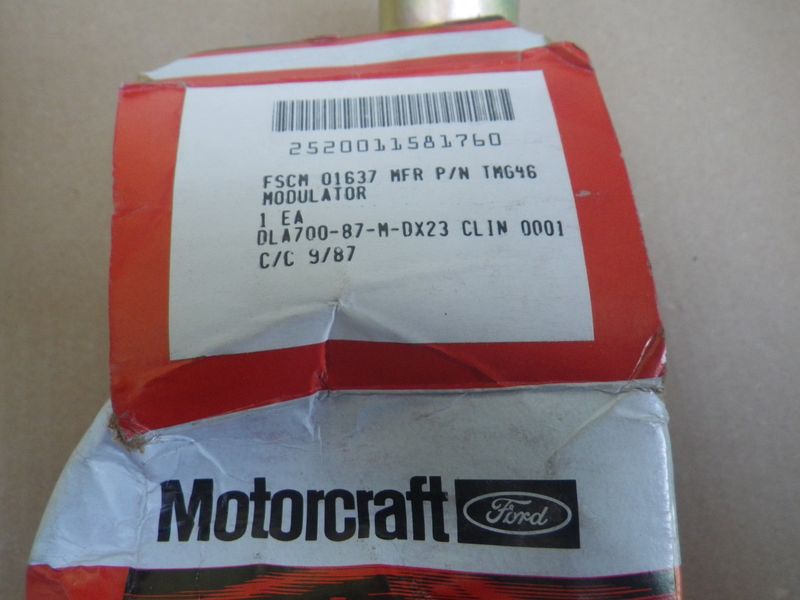 2520011581760
FSCM 01637 MFR P/N TMG46
MODULATOR
1 EA
DLA700-87-M-DX23 CLIN 0001
C/C 9/87
Motorcraft Ford